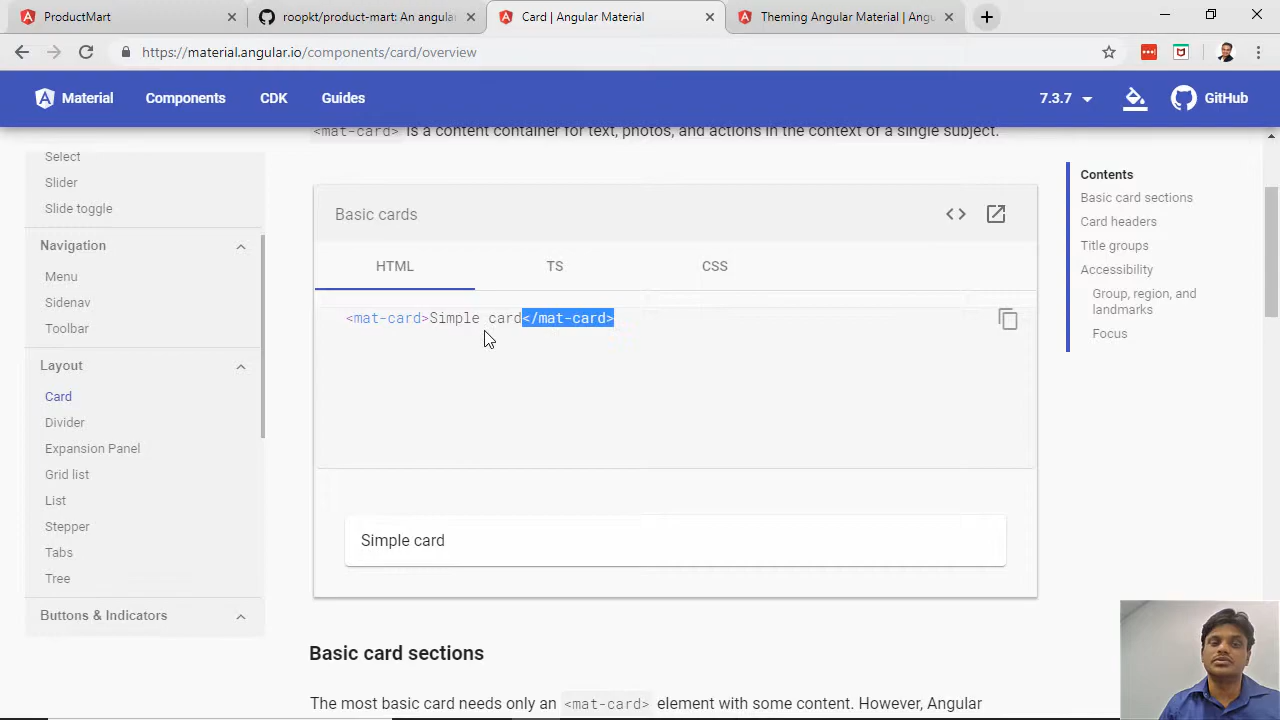 ProductMart
roopkt/product-mart: An angular
Card | Angular Material
Theming Angular Material | Ang
https://material.angular.io/components/card/overview
Material
Components
CDK
Guides
7.3.7
GitHub
<mat-card> is a content container for text, photos, and actions in the context of a single subject.
Select
Slider
Slide toggle
Navigation
Menu
Sidenav
Toolbar
Layout
Card
Divider
Expansion Panel
Grid list
List
Stepper
Tabs
Tree
Buttons & Indicators
Basic cards
HTML
TS
CSS
<mat-card>Simple card</mat-card>
Simple card
Basic card sections
The most basic card needs only an <mat-card> element with some content. However, Angular
Contents
Basic card sections
Card headers
Title groups
Accessibility
Group, region, and
landmarks
Focus